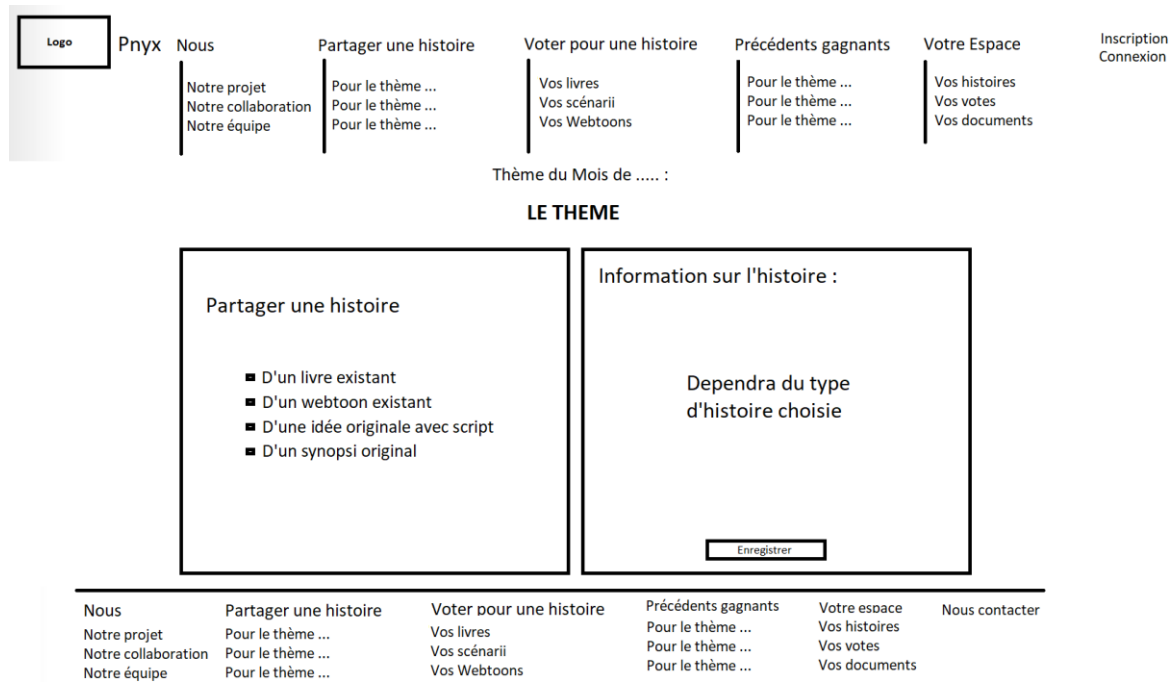 Logo
Pnyx
Nous
Notre projet
Notre collaboration
Notre équipe
Partager une histoire
Pour le thème ...
Pour le thème ...
Pour le thème ...
Voter pour une histoire
Vos livres
Vos scénarii
Vos Webtoons
Précédents gagnants
Pour le thème ...
Pour le thème ...
Pour le thème ...
Votre Espace
Vos histoires
Vos votes
Vos documents
Inscription
Connexion
Thème du Mois de ..... :
LE THEME
Partager une histoire
D'un livre existant
D'un webtoon existant
D'une idée originale avec script
D'un synopsi original
Information sur l'histoire :
Dependra du type
d'histoire choisie
Enregistrer
Nous
Notre projet
Notre collaboration
Notre équipe
Partager une histoire
Pour le thème ...
Pour le thème ...
Pour le thème ...
Voter pour une histoire
Vos livres
Vos scénarii
Vos Webtoons
Précédents gagnants
Pour le thème ...
Pour le thème ...
Pour le thème ...
Votre espace
Vos histoires
Vos votes
Vos documents
Nous contacter